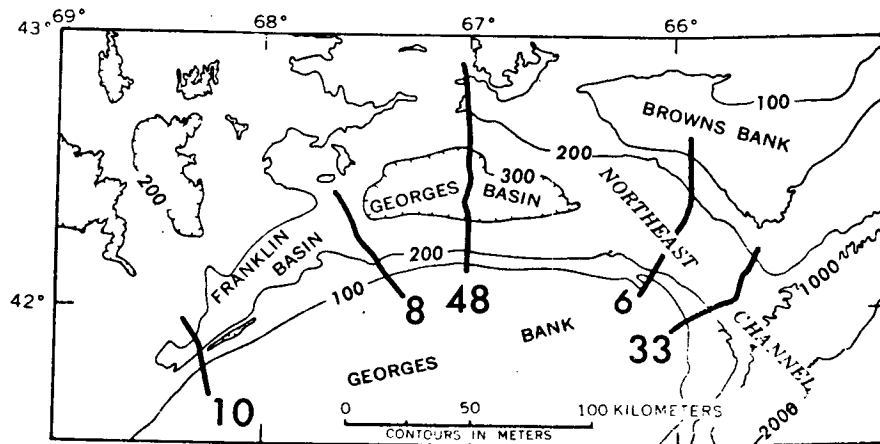 69° 68° 67° 66°
43°
100
BROWNS BANK
200
300
200
GEORGES BASIN
NORTHEAST
FRANKLIN BASIN
200
1000
42°
100
8
48
6
33
CHANNEL
BANK
GEORGES
10
0 50 100 KILOMETERS
CONTOURS IN METERS
2000